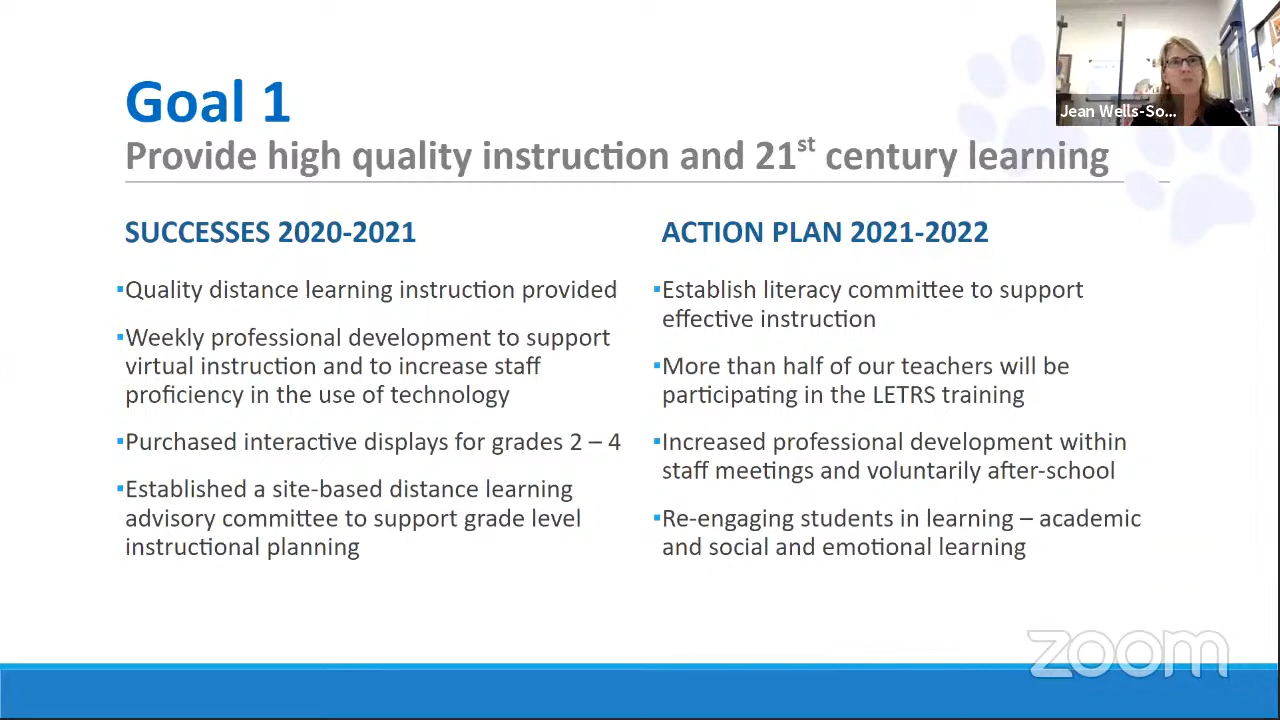 Goal 1
Provide high quality instruction and 21st century learning
Jean Wells-So...
SUCCESSES 2020-2021
▪Quality distance learning instruction provided
▪Weekly professional development to support
virtual instruction and to increase staff
proficiency in the use of technology
▪Purchased interactive displays for grades 2 – 4
▪Established a site-based distance learning
advisory committee to support grade level
instructional planning
ACTION PLAN 2021-2022
▪Establish literacy committee to support
effective instruction
▪More than half of our teachers will be
participating in the LETRS training
▪Increased professional development within
staff meetings and voluntarily after-school
▪Re-engaging students in learning – academic
and social and emotional learning
zoom